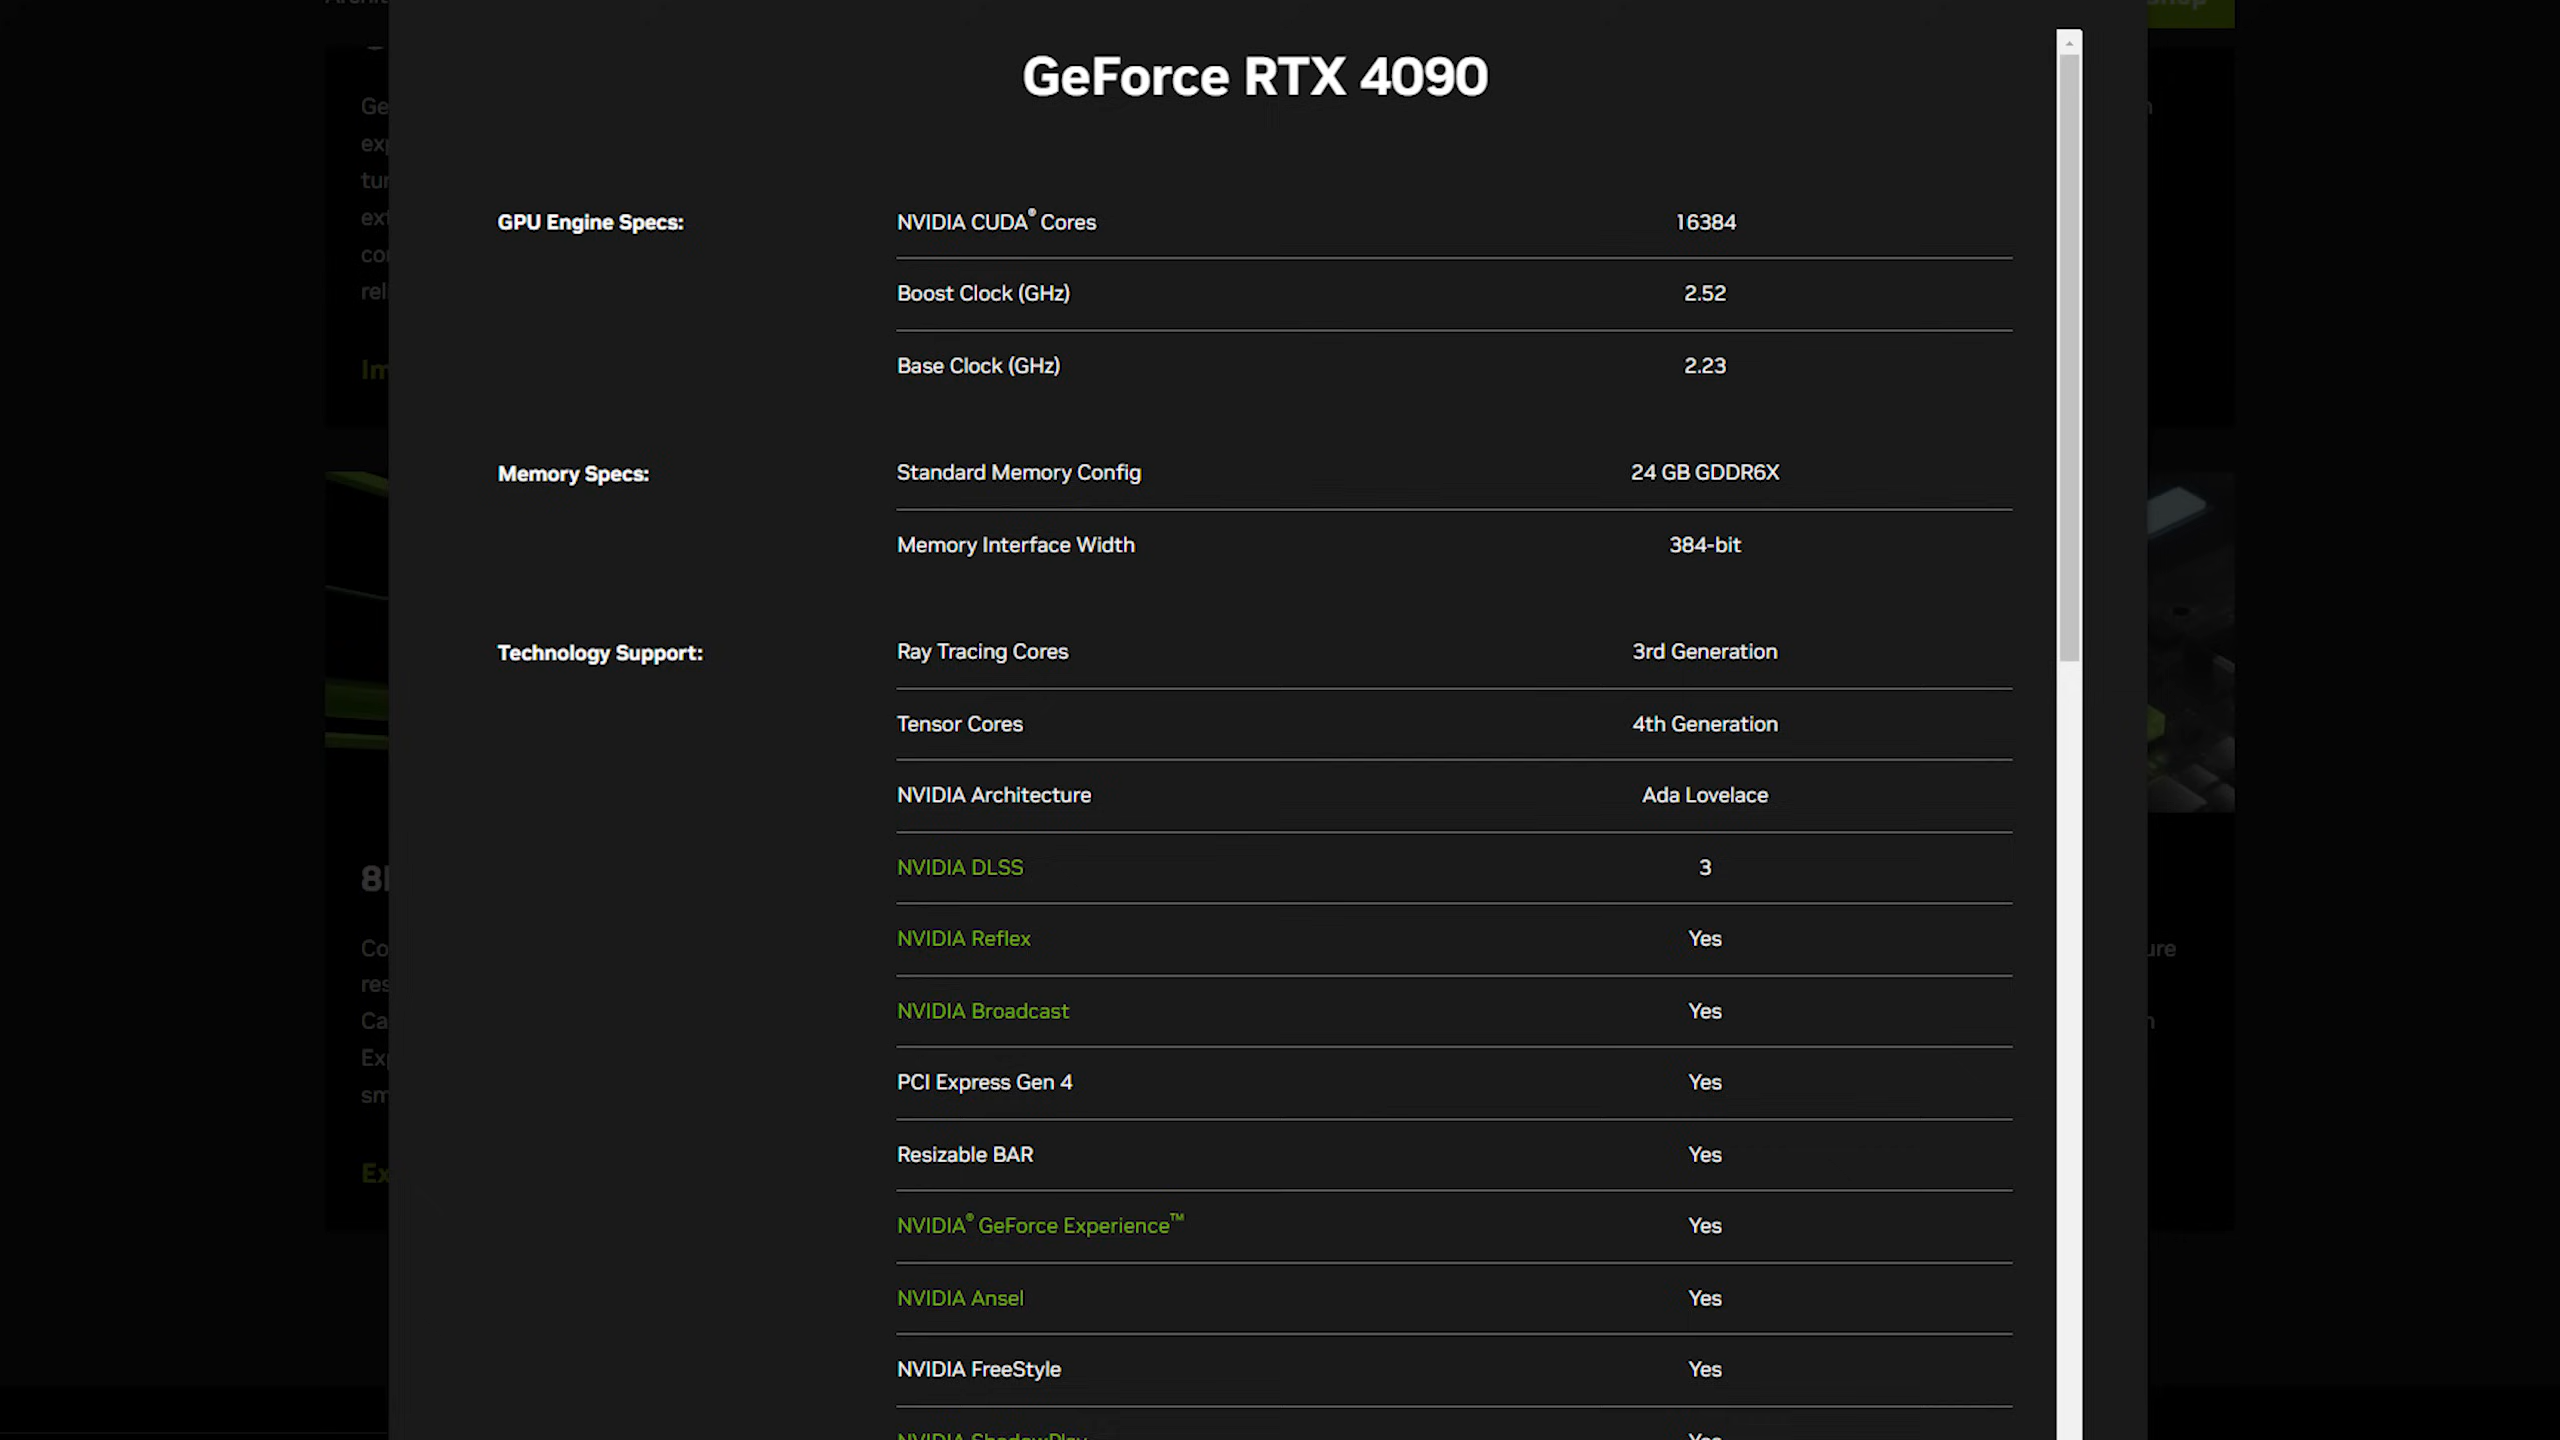 GeForce RTX 4090
GPU Engine Specs:
NVIDIA CUDA® Cores 16384
Boost Clock (GHz) 2.52
Base Clock (GHz) 2.23
Memory Specs:
Standard Memory Config 24 GB GDDR6X
Memory Interface Width 384-bit
Technology Support:
Ray Tracing Cores 3rd Generation
Tensor Cores 4th Generation
NVIDIA Architecture Ada Lovelace
NVIDIA DLSS 3
NVIDIA Reflex Yes
NVIDIA Broadcast Yes
PCI Express Gen 4 Yes
Resizable BAR Yes
NVIDIA® GeForce Experience™ Yes
NVIDIA Ansel Yes
NVIDIA FreeStyle Yes
NVIDIA ShadowPlay Yes